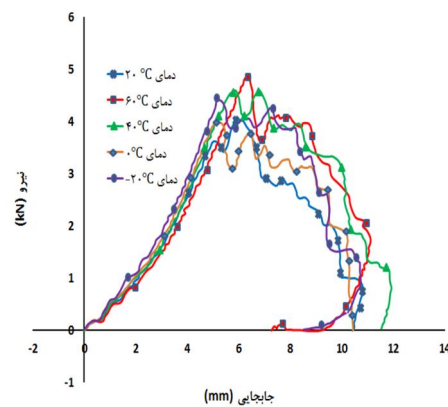 6
5
4
3
2
1
0
-1
-2
0
2
4
6
8
10
12
14
نیرو (kN)
جابجایی (mm)
دمای ۲۰ °C
دمای ۶۰ °C
دمای ۴۰ °C
دمای ۰ °C
دمای -۲۰ °C